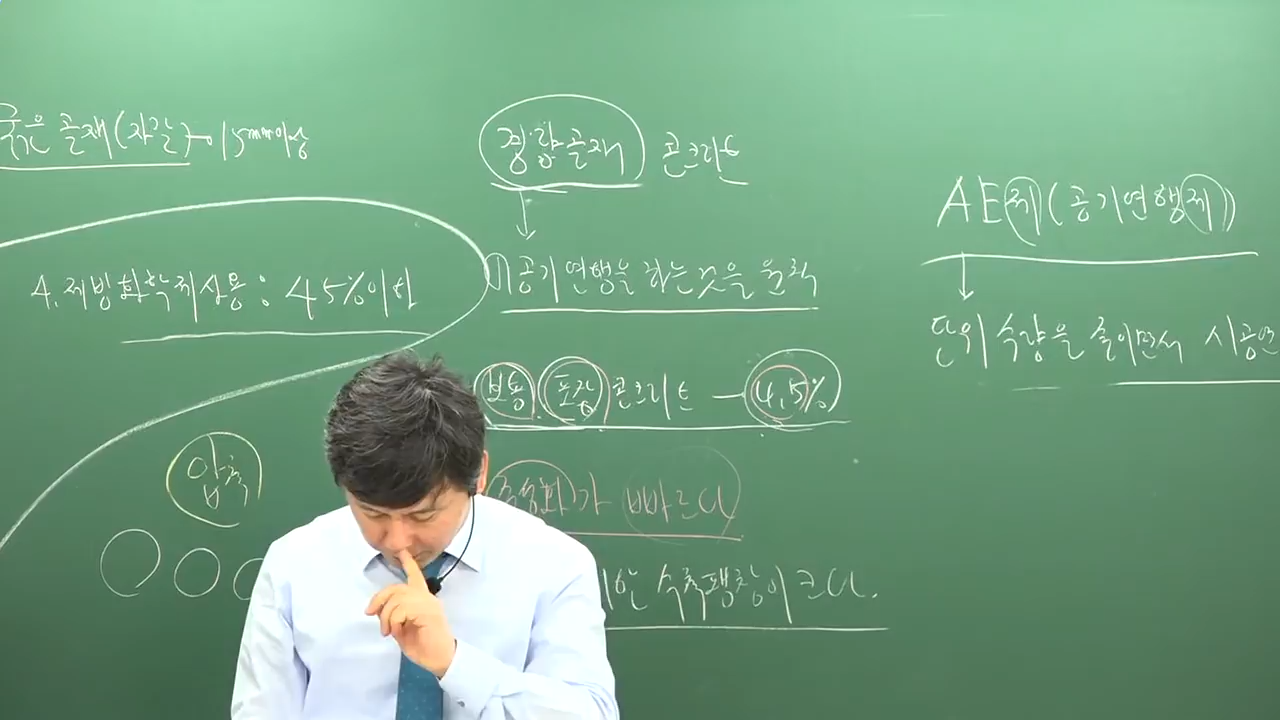 굵은 골재(자갈)→15mm이상
4. 제빙화학제사용 : 45%이하
압축
경량골재 콘크리트
① 공기연행을 하는 것을 원칙
보통 포장 콘크리트 — 4.5%
중성화가 빠르다
인한 수축팽창이 크다.
AE제(공기연행제)
단위수량을 줄이면서 시공연